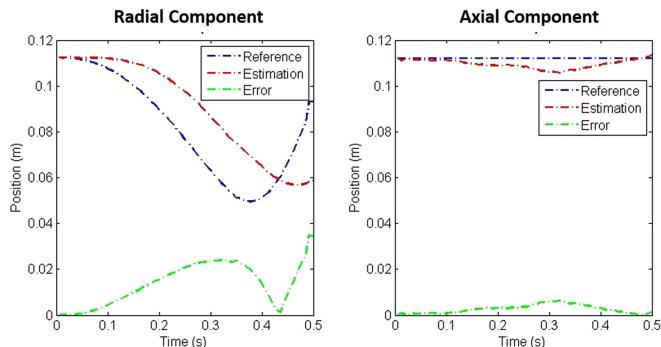 Radial Component
Axial Component
0.12
0.1
0.08
0.06
0.04
0.02
0
Position (m)
Reference
Estimation
Error
0
0.1
0.2
0.3
0.4
0.5
Time (s)
0.12
0.1
0.08
0.06
0.04
0.02
0
Position (m)
Reference
Estimation
Error
0
0.1
0.2
0.3
0.4
0.5
Time (s)